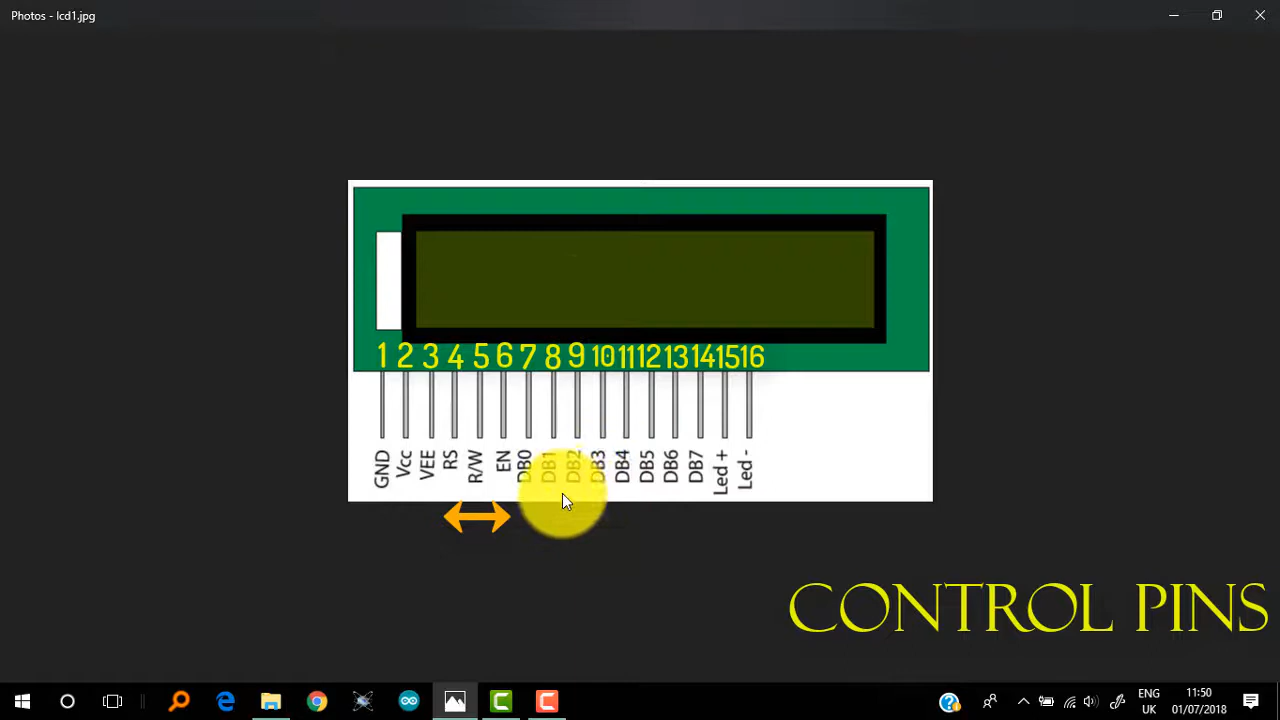 Photos - lcd1.jpg
1 2 3 4 5 6 7 8 9 10 11 12 13 14 15 16
GND Vcc VEE RS R/W EN DB0 DB1 DB2 DB3 DB4 DB5 DB6 DB7 Led + Led -
CONTROL PINS
ENG 11:50
UK 01/07/2018